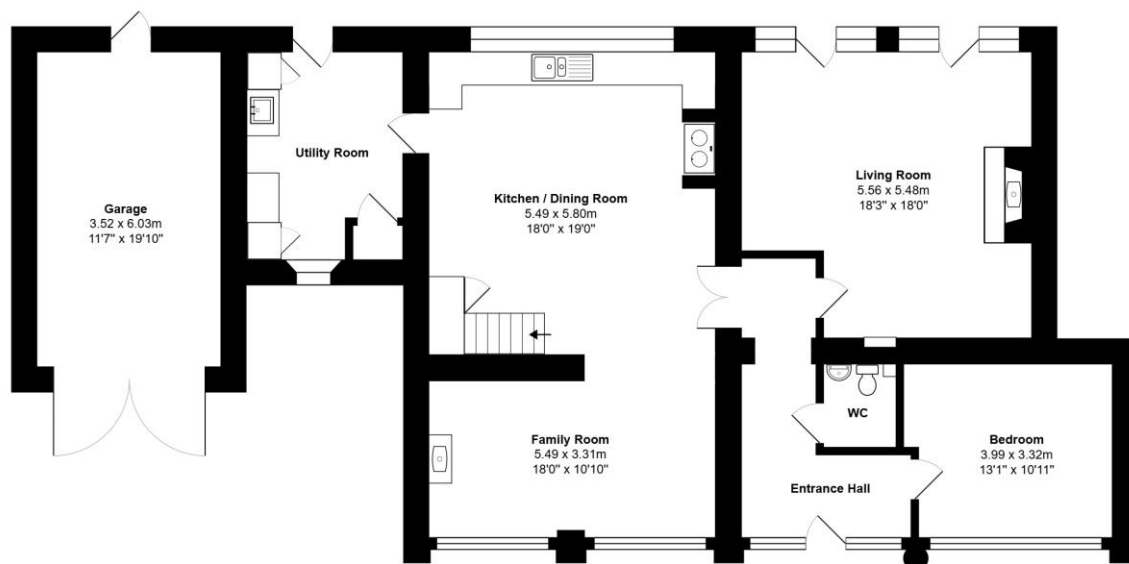 Garage
3.52 x 6.03m
11'7" x 19'10"
Utility Room
Kitchen / Dining Room
5.49 x 5.80m
18'0" x 19'0"
Living Room
5.56 x 5.48m
18'3" x 18'0"
Family Room
5.49 x 3.31m
18'0" x 10'10"
WC
Entrance Hall
Bedroom
3.99 x 3.32m
13'1" x 10'11"